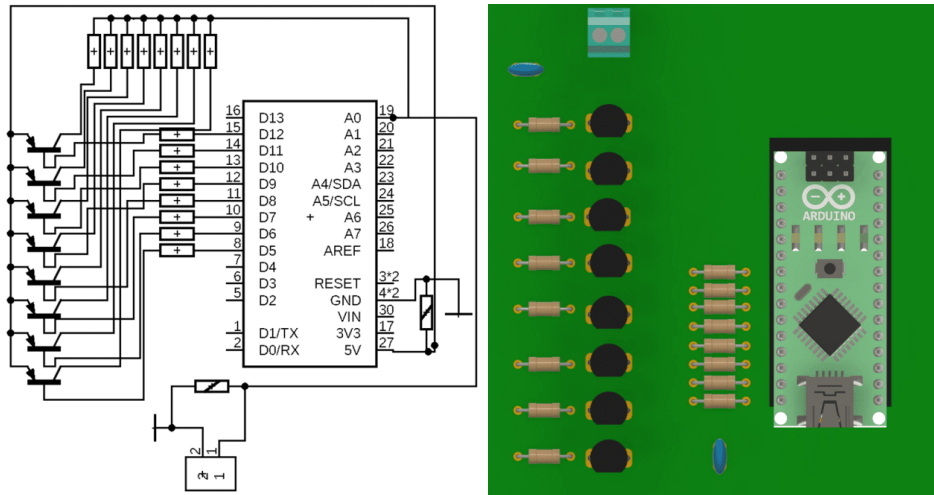 16 D13 A0 19
15 D12 A1 20
14 D11 A2 21
13 D10 A3 22
12 D9 A4/SDA 23
11 D8 A5/SCL 24
10 D7 A6 25
9 D6 A7 26
8 D5 AREF 18
7 D4
6 D3 RESET 3*2
5 D2 GND 4*2
VIN 30
1 D1/TX 3V3 17
2 D0/RX 5V 27
2 1
2 1
ARDUINO